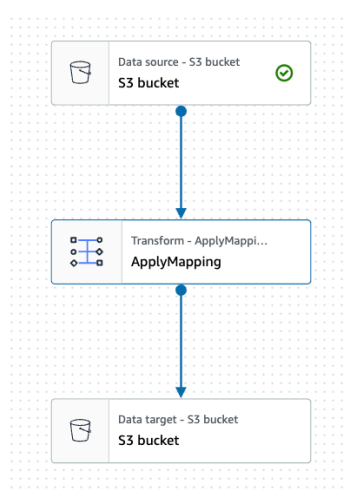 Data source - S3 bucket
S3 bucket
Transform - ApplyMappi...
ApplyMapping
Data target - S3 bucket
S3 bucket